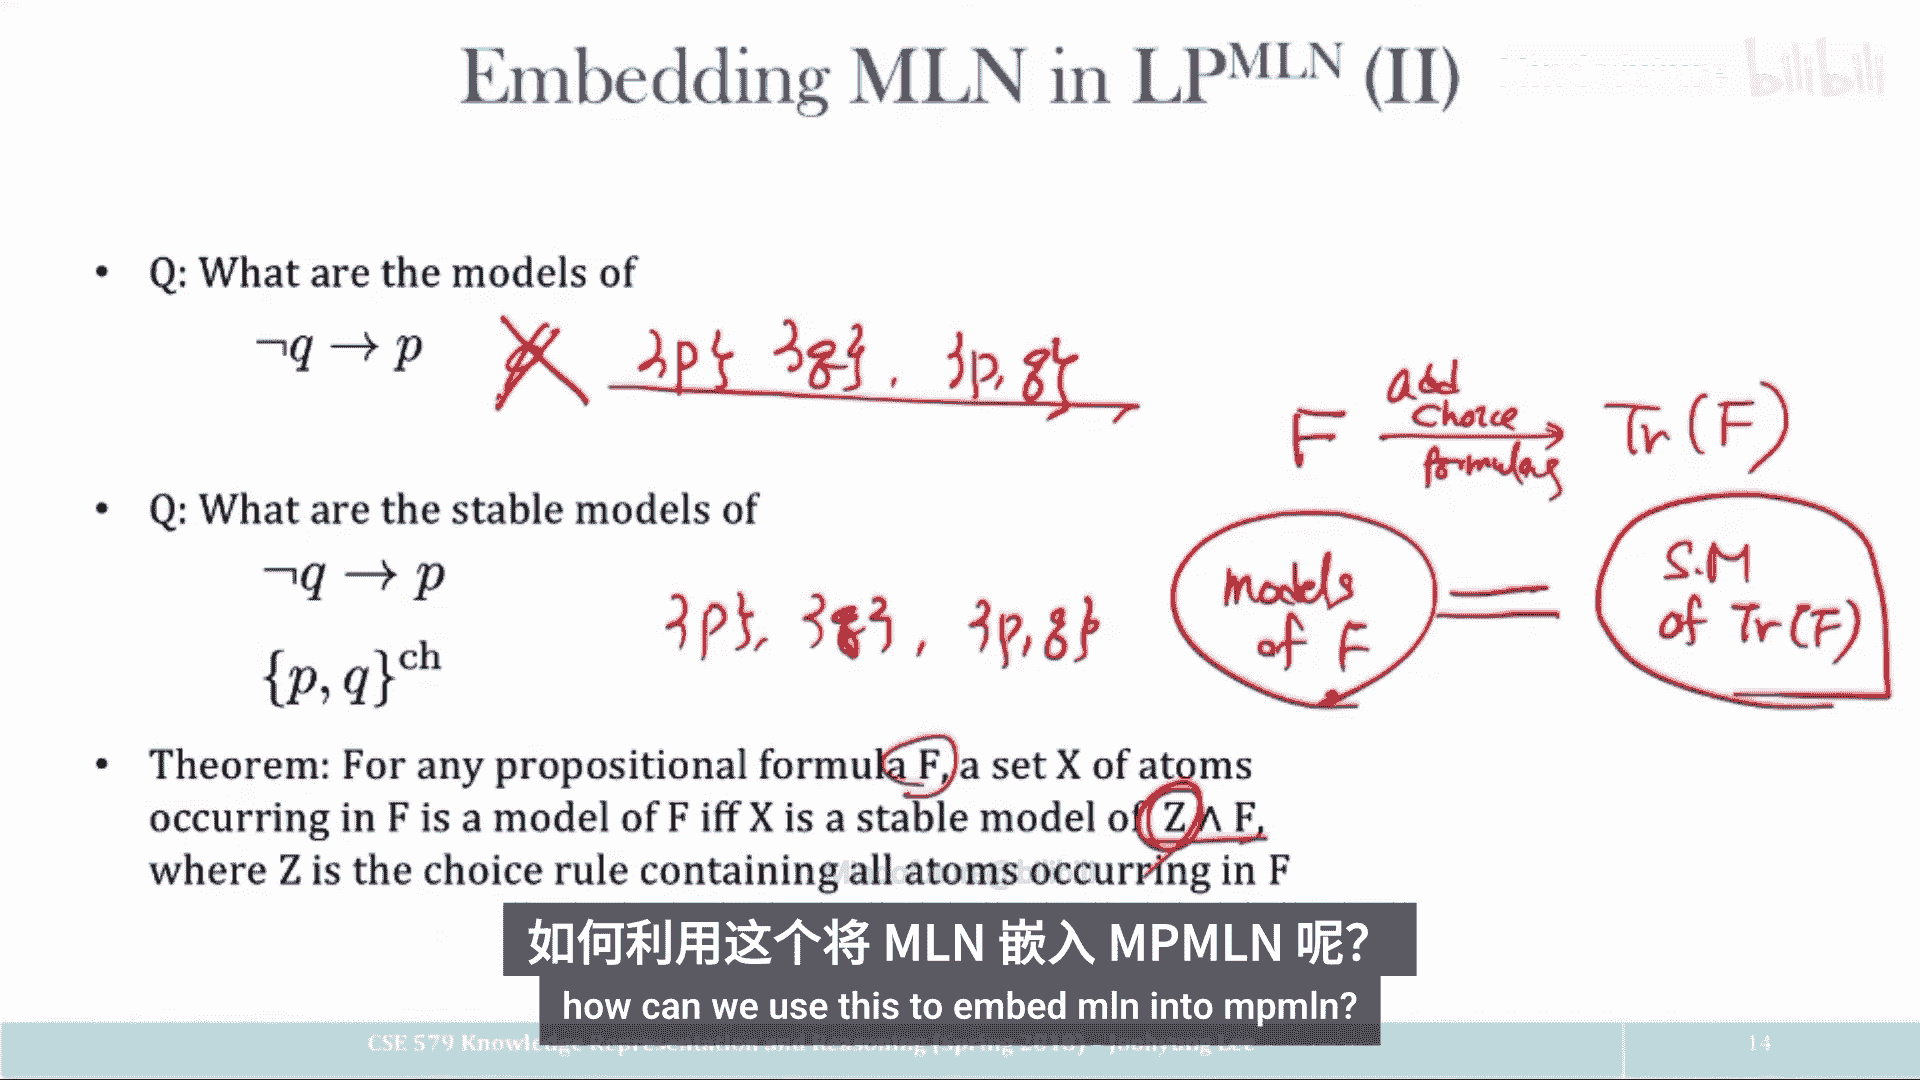 Embedding MLN in LP^MLN (II)
bilibili
• Q: What are the models of
¬q → p
{p} {q}, {p, q}
F add choice formulas → Tr(F)
• Q: What are the stable models of
¬q → p
{p, q}^ch
{p}, {q}, {p, q}
models of F = S.M of Tr(F)
• Theorem: For any propositional formula F, a set X of atoms
occurring in F is a model of F iff X is a stable model of Z ∧ F,
where Z is the choice rule containing all atoms occurring in F
如何利用这个将 MLN 嵌入 MPMLN 呢?
how can we use this to embed mln into mpmln?
CSE 579 Knowledge Representation and Reasoning
14